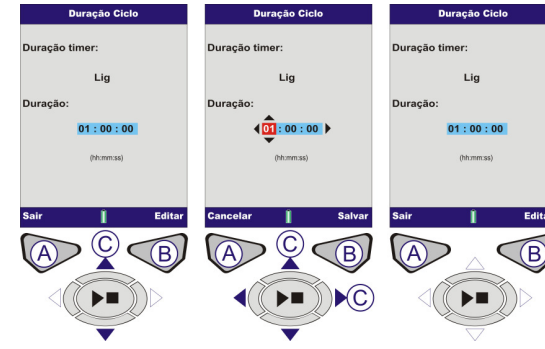 Duração Ciclo
Duração timer:
Lig
Duração:
01 : 00 : 00
(hh:mm:ss)
Sair
Editar
A
C
B
Duração Ciclo
Duração timer:
Lig
Duração:
01 : 00 : 00
(hh:mm:ss)
Cancelar
Salvar
A
C
B
C
Duração Ciclo
Duração timer:
Lig
Duração:
01 : 00 : 00
(hh:mm:ss)
Sair
Edita
A
B